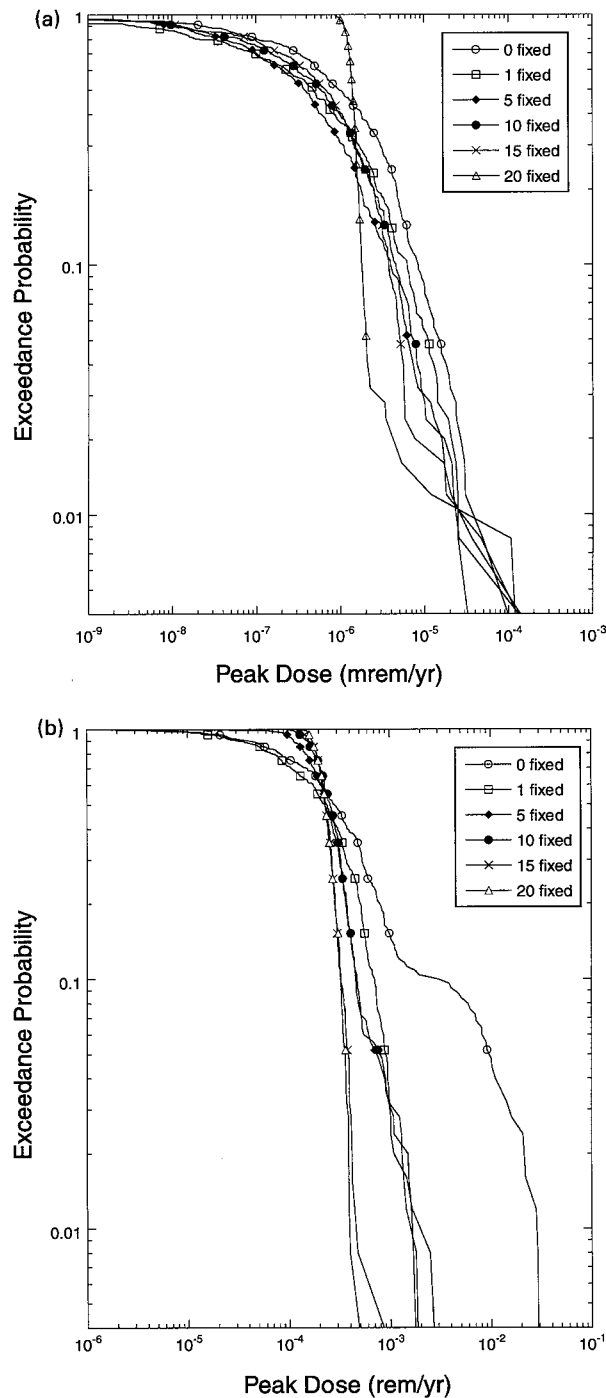 (a)
1
0.1
0.01
Exceedance Probability
0 fixed
1 fixed
5 fixed
10 fixed
15 fixed
20 fixed
10-9
10-8
10-7
10-6
10-5
10-4
10-3
Peak Dose (mrem/yr)
(b)
1
0.1
0.01
Exceedance Probability
0 fixed
1 fixed
5 fixed
10 fixed
15 fixed
20 fixed
10-6
10-5
10-4
10-3
10-2
10-1
Peak Dose (rem/yr)